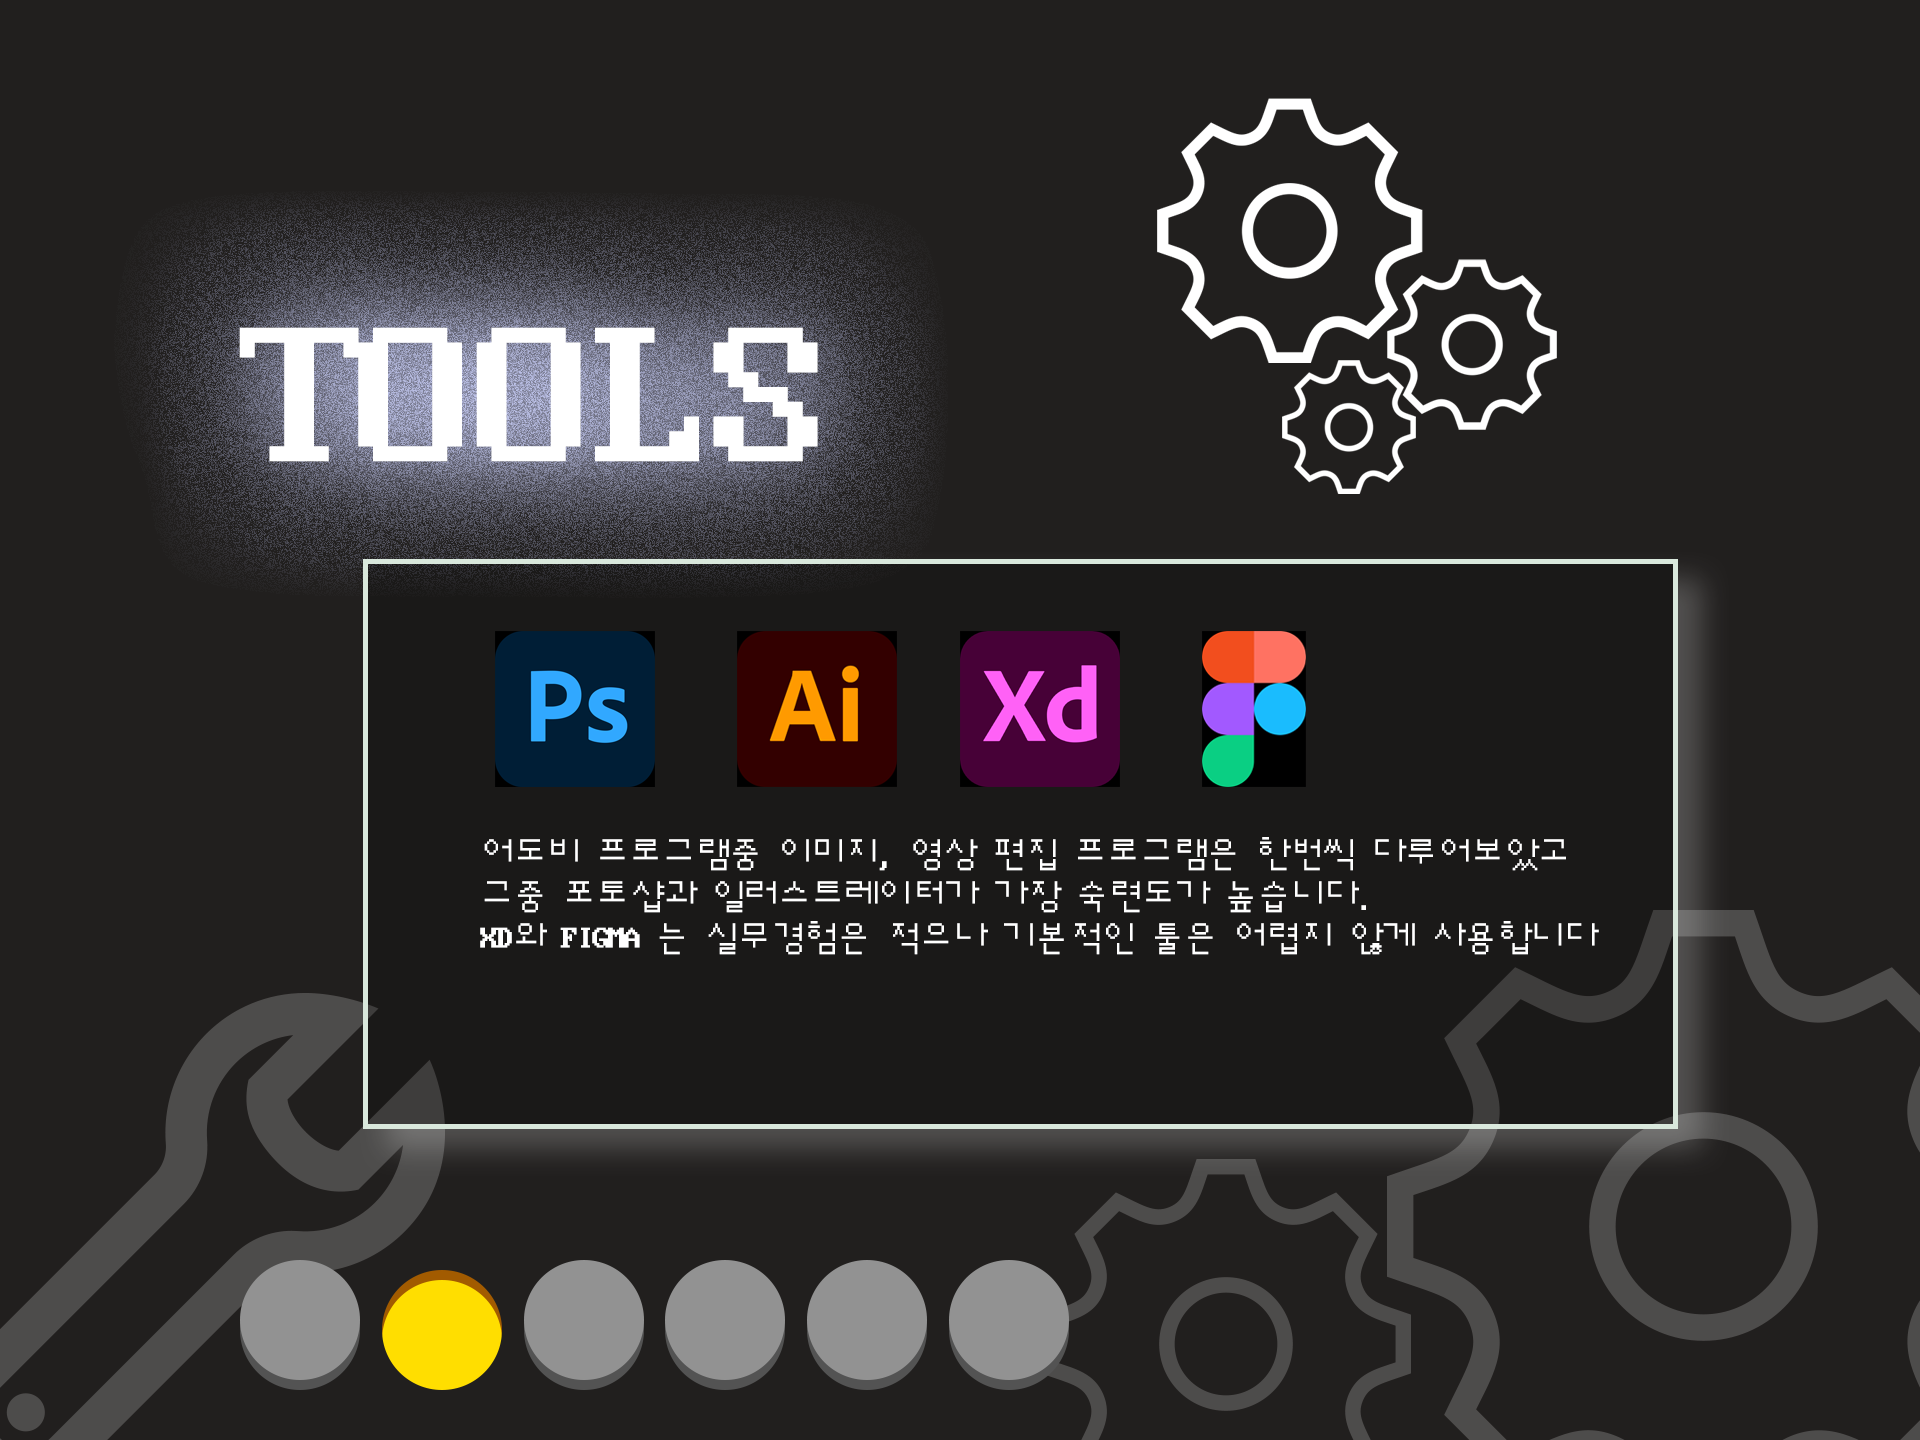 TOOLS
Ps Ai Xd
어도비 프로그램중 이미지, 영상 편집 프로그램은 한번씩 다루어보았고
그중 포토샵과 일러스트레이터가 가장 숙련도가 높습니다.
XD와 FIGMA 는 실무경험은 적으나 기본적인 툴은 어렵지 않게 사용합니다